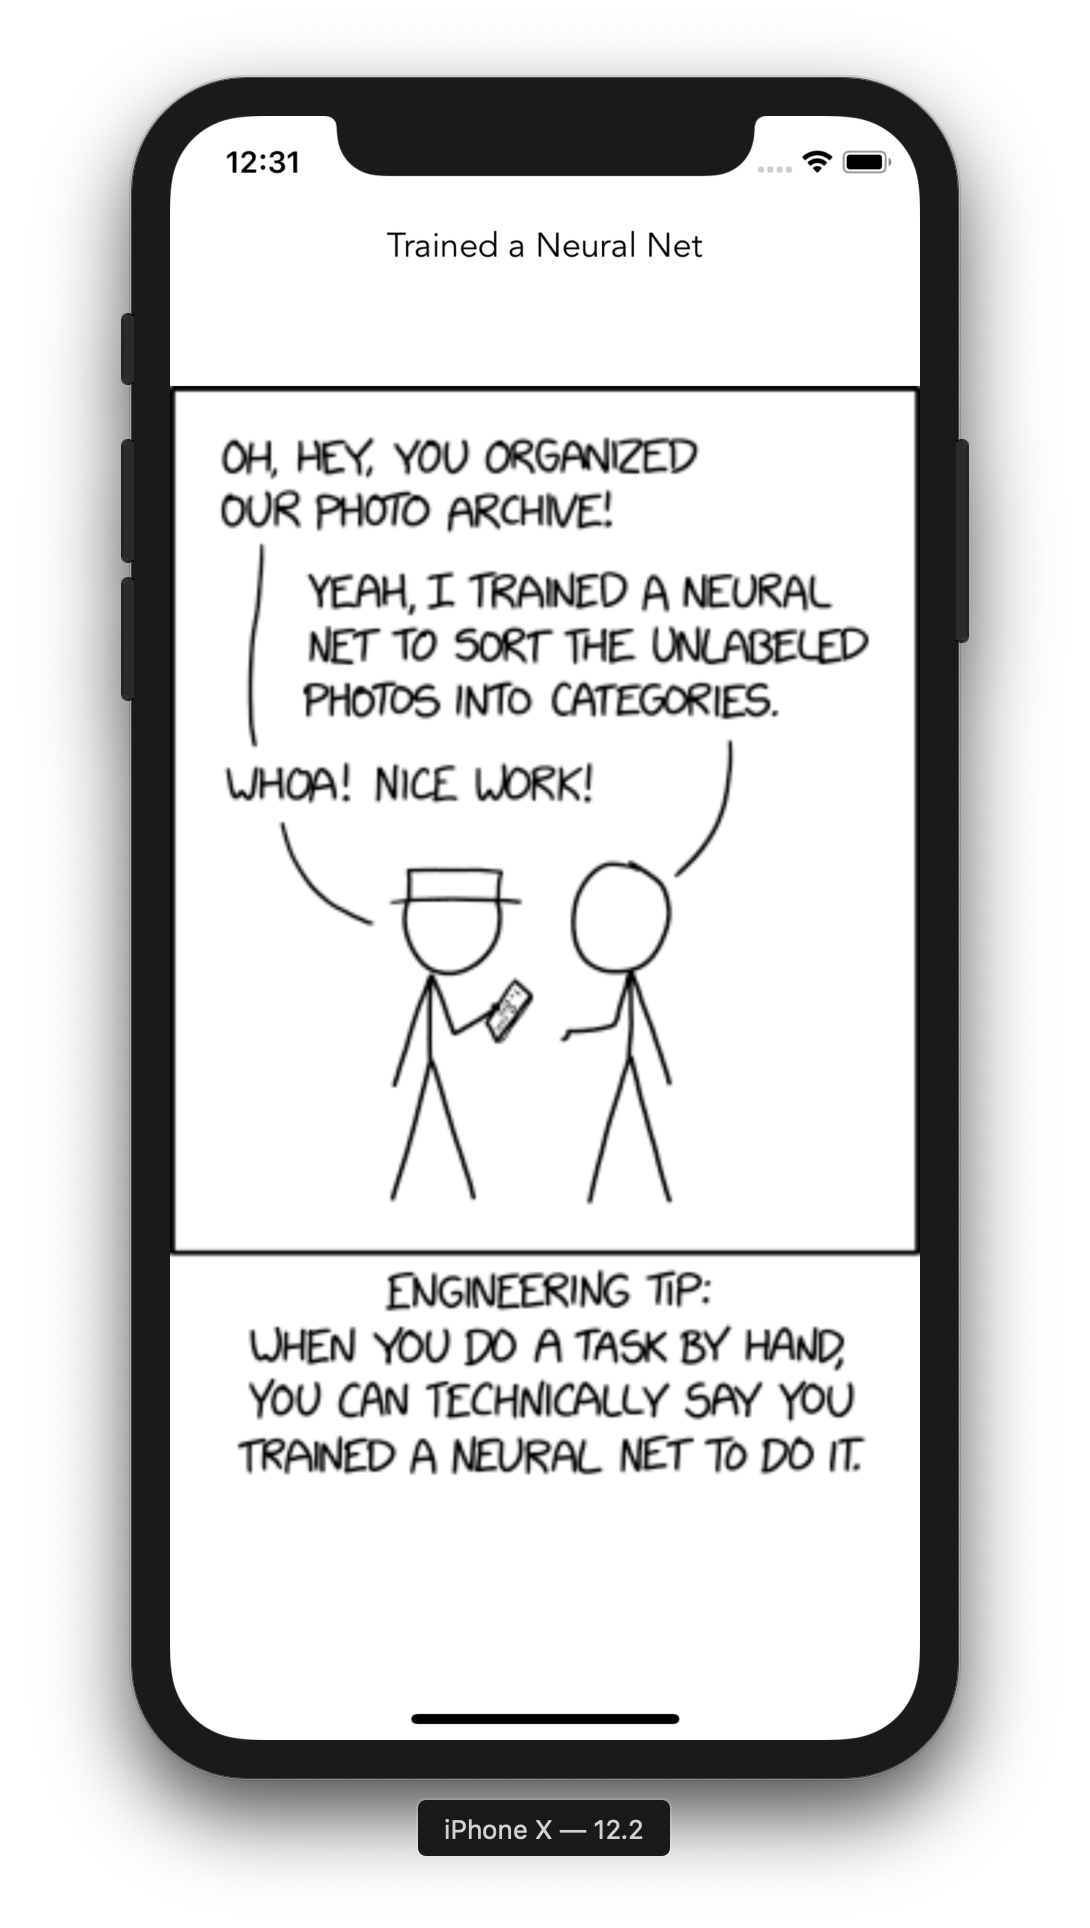 12:31
Trained a Neural Net
OH, HEY, YOU ORGANIZED
OUR PHOTO ARCHIVE!
YEAH, I TRAINED A NEURAL
NET TO SORT THE UNLABELED
PHOTOS INTO CATEGORIES.
WHOA! NICE WORK!
ENGINEERING TIP:
WHEN YOU DO A TASK BY HAND,
YOU CAN TECHNICALLY SAY YOU
TRAINED A NEURAL NET TO DO IT.
iPhone X — 12.2